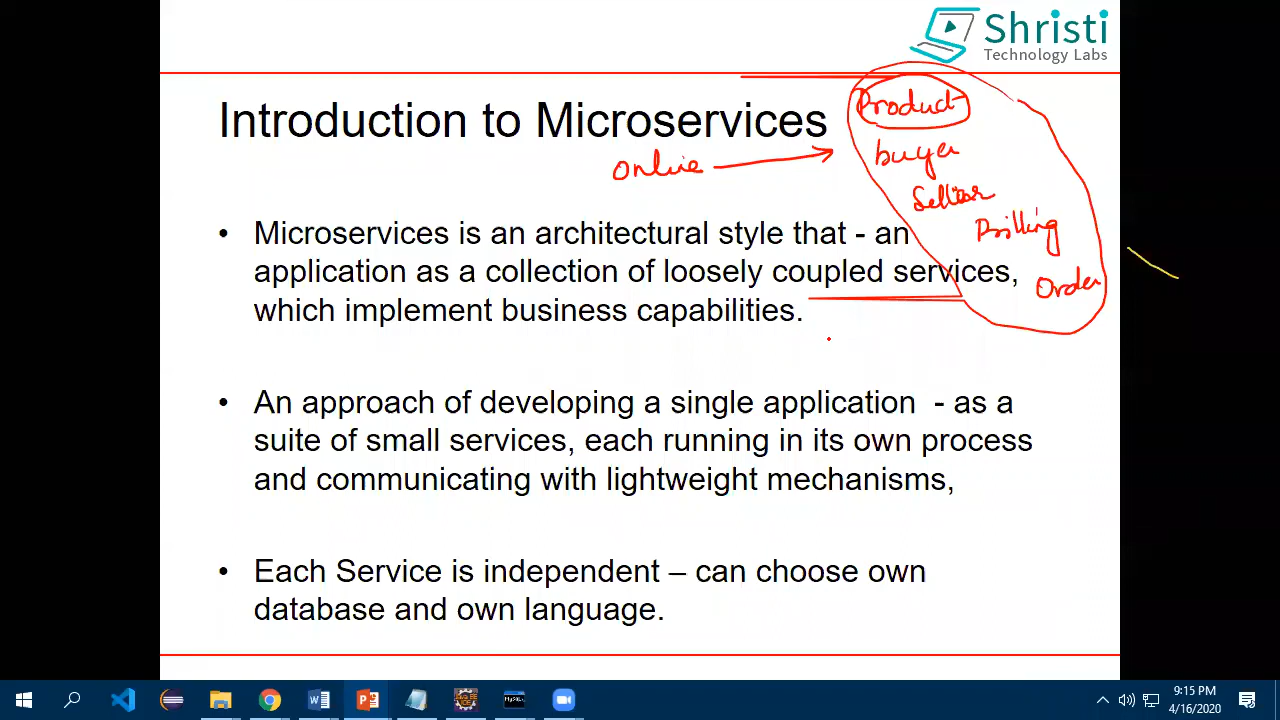 Shristi
Technology Labs
Product
Introduction to Microservices
buyer
online
Seller
Microservices is an architectural style that - an
Billing
application as a collection of loosely coupled services,
Order
which implement business capabilities.
An approach of developing a single application - as a
suite of small services, each running in its own process
and communicating with lightweight mechanisms,
Each Service is independent – can choose own
database and own language.
9:15 PM
4/16/2020